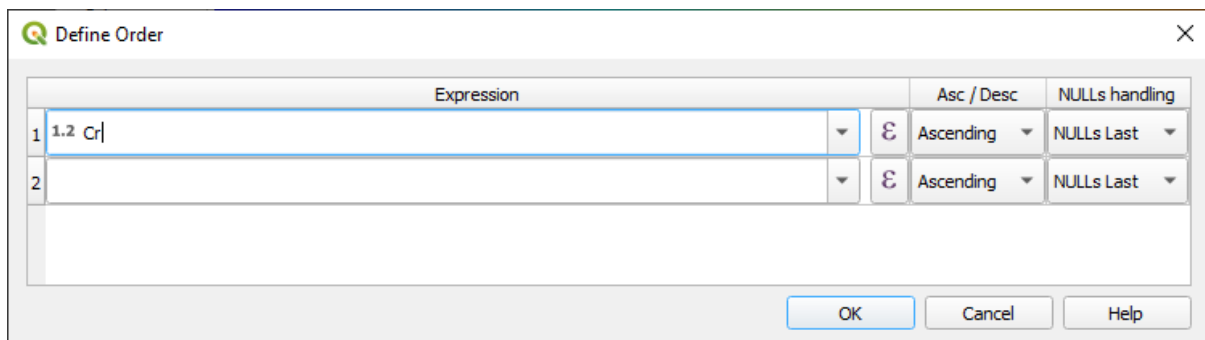 Define Order
Expression Asc / Desc NULLs handling
1 1.2 Cr ε Ascending NULLs Last
2 ε Ascending NULLs Last
OK Cancel Help